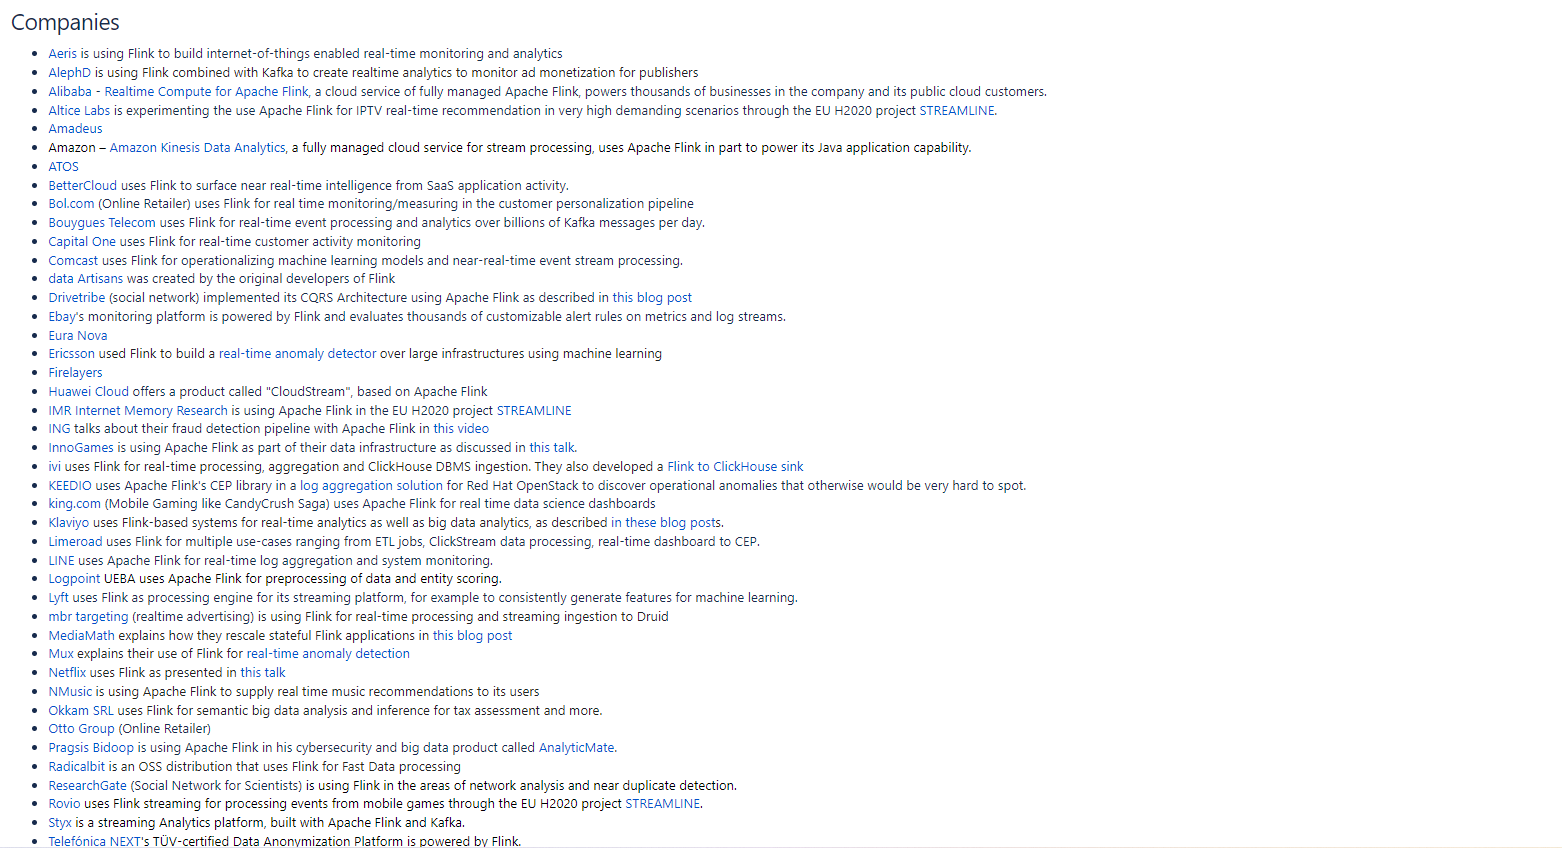 Companies
Aeris is using Flink to build internet-of-things enabled real-time monitoring and analytics
AlephD is using Flink combined with Kafka to create realtime analytics to monitor ad monetization for publishers
Alibaba - Realtime Compute for Apache Flink, a cloud service of fully managed Apache Flink, powers thousands of businesses in the company and its public cloud customers.
Altice Labs is experimenting the use Apache Flink for IPTV real-time recommendation in very high demanding scenarios through the EU H2020 project STREAMLINE.
Amadeus
Amazon – Amazon Kinesis Data Analytics, a fully managed cloud service for stream processing, uses Apache Flink in part to power its Java application capability.
ATOS
BetterCloud uses Flink to surface near real-time intelligence from SaaS application activity.
Bol.com (Online Retailer) uses Flink for real time monitoring/measuring in the customer personalization pipeline
Bouygues Telecom uses Flink for real-time event processing and analytics over billions of Kafka messages per day.
Capital One uses Flink for real-time customer activity monitoring
Comcast uses Flink for operationalizing machine learning models and near-real-time event stream processing.
data Artisans was created by the original developers of Flink
Drivetribe (social network) implemented its CQRS Architecture using Apache Flink as described in this blog post
Ebay's monitoring platform is powered by Flink and evaluates thousands of customizable alert rules on metrics and log streams.
Eura Nova
Ericsson used Flink to build a real-time anomaly detector over large infrastructures using machine learning
Firelayers
Huawei Cloud offers a product called "CloudStream", based on Apache Flink
IMR Internet Memory Research is using Apache Flink in the EU H2020 project STREAMLINE
ING talks about their fraud detection pipeline with Apache Flink in this video
InnoGames is using Apache Flink as part of their data infrastructure as discussed in this talk.
ivi uses Flink for real-time processing, aggregation and ClickHouse DBMS ingestion. They also developed a Flink to ClickHouse sink
KEEDIO uses Apache Flink's CEP library in a log aggregation solution for Red Hat OpenStack to discover operational anomalies that otherwise would be very hard to spot.
king.com (Mobile Gaming like CandyCrush Saga) uses Apache Flink for real time data science dashboards
Klaviyo uses Flink-based systems for real-time analytics as well as big data analytics, as described in these blog posts.
Limeroad uses Flink for multiple use-cases ranging from ETL jobs, ClickStream data processing, real-time dashboard to CEP.
LINE uses Apache Flink for real-time log aggregation and system monitoring.
Logpoint UEBA uses Apache Flink for preprocessing of data and entity scoring.
Lyft uses Flink as processing engine for its streaming platform, for example to consistently generate features for machine learning.
mbr targeting (realtime advertising) is using Flink for real-time processing and streaming ingestion to Druid
MediaMath explains how they rescale stateful Flink applications in this blog post
Mux explains their use of Flink for real-time anomaly detection
Netflix uses Flink as presented in this talk
NMusic is using Apache Flink to supply real time music recommendations to its users
Okkam SRL uses Flink for semantic big data analysis and inference for tax assessment and more.
Otto Group (Online Retailer)
Pragsis Bidoop is using Apache Flink in his cybersecurity and big data product called AnalyticMate.
Radicalbit is an OSS distribution that uses Flink for Fast Data processing
ResearchGate (Social Network for Scientists) is using Flink in the areas of network analysis and near duplicate detection.
Rovio uses Flink streaming for processing events from mobile games through the EU H2020 project STREAMLINE.
Styx is a streaming Analytics platform, built with Apache Flink and Kafka.
Telefónica NEXT's TÜV-certified Data Anonymization Platform is powered by Flink.